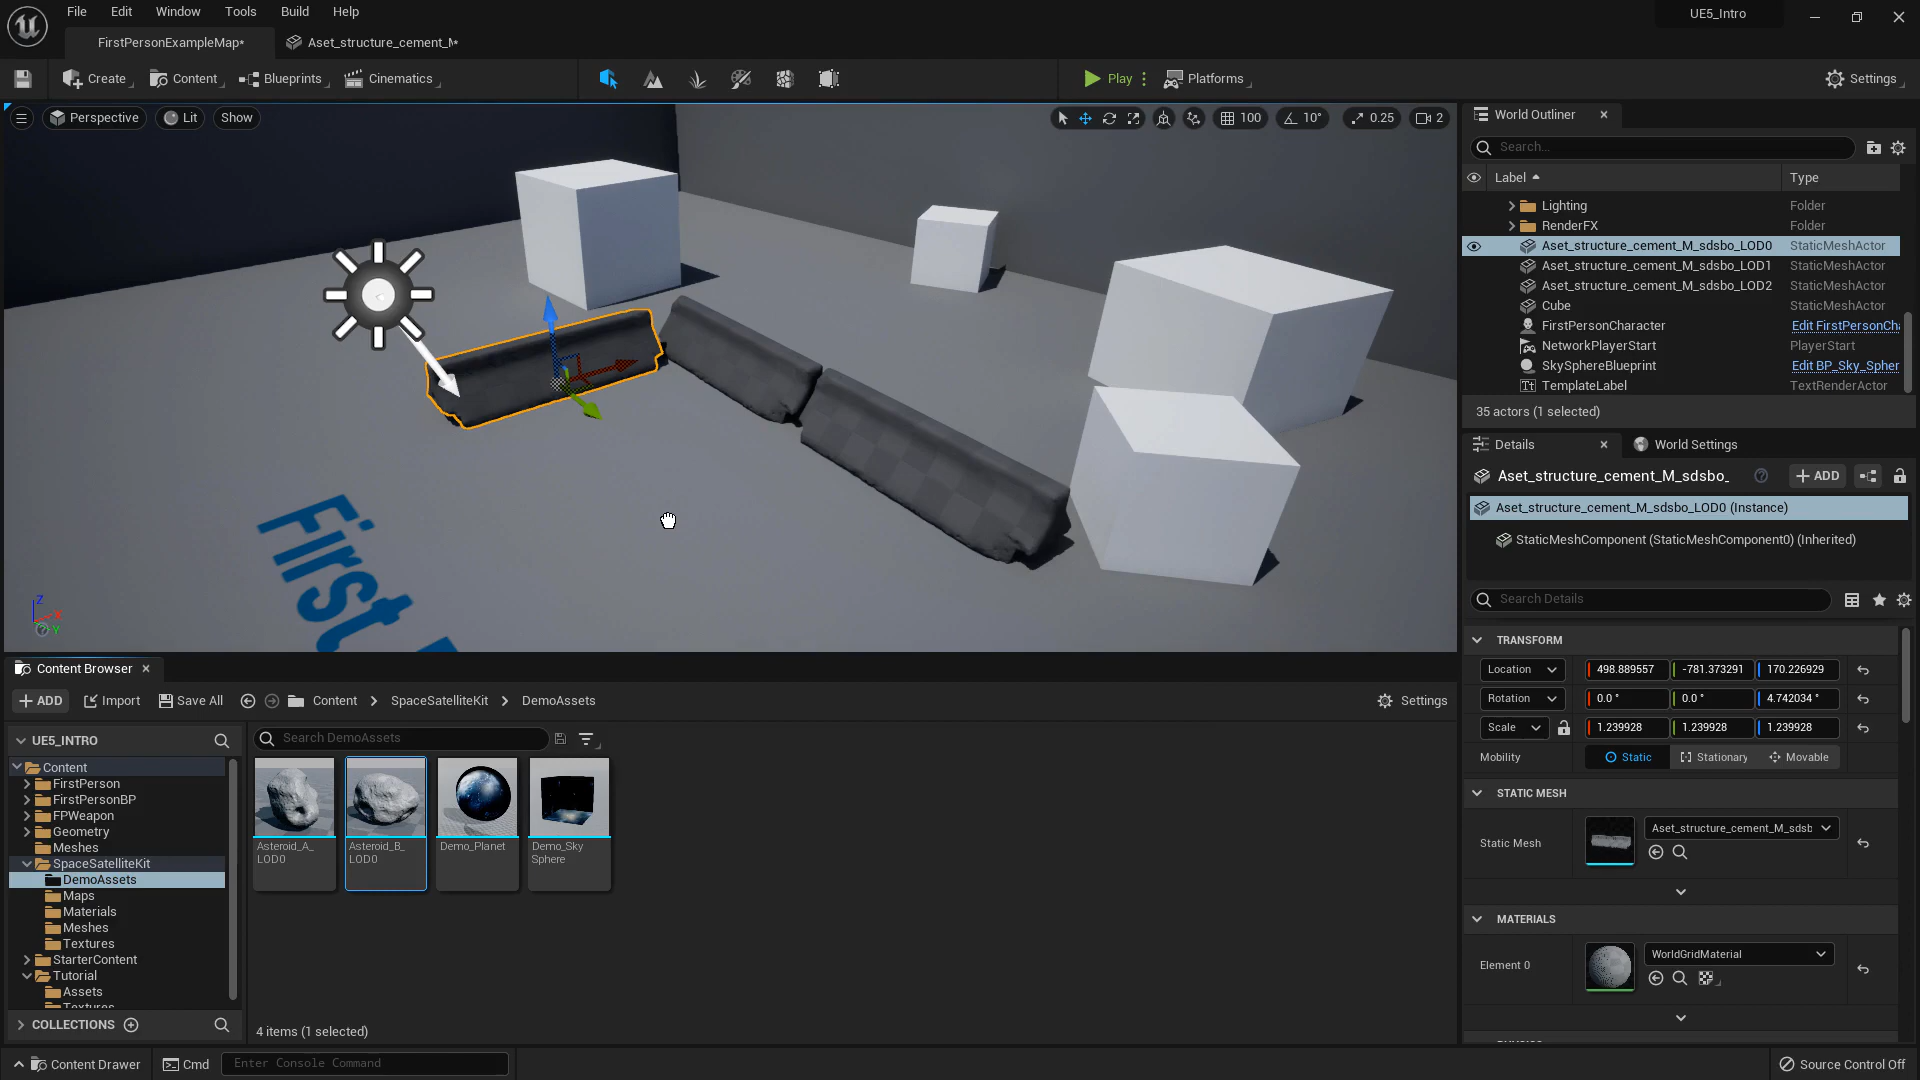 File Edit Window Tools Build Help
UE5_Intro
FirstPersonExampleMap*
Aset_structure_cement_M*
Create
Content
Blueprints
Cinematics
Play
Platforms
Settings
Perspective
Lit
Show
100
10°
0.25
2
World Outliner
Search...
Label
Type
Lighting Folder
RenderFX Folder
Aset_structure_cement_M_sdsbo_LOD0 StaticMeshActor
Aset_structure_cement_M_sdsbo_LOD1 StaticMeshActor
Aset_structure_cement_M_sdsbo_LOD2 StaticMeshActor
Cube StaticMeshActor
FirstPersonCharacter Edit FirstPersonCha
NetworkPlayerStart PlayerStart
SkySphereBlueprint Edit BP_Sky_Spher
TemplateLabel TextRenderActor
35 actors (1 selected)
Details
World Settings
Aset_structure_cement_M_sdsbo_
ADD
Aset_structure_cement_M_sdsbo_LOD0 (Instance)
StaticMeshComponent (StaticMeshComponent0) (Inherited)
Search Details
TRANSFORM
Location 498.889557 -781.373291 170.226929
Rotation 0.0 ° 0.0 ° 4.742034 °
Scale 1.239928 1.239928 1.239928
Mobility Static Stationary Movable
STATIC MESH
Static Mesh
Aset_structure_cement_M_sdsb
MATERIALS
Element 0
WorldGridMaterial
First
Z
X
Y
Content Browser
ADD
Import
Save All
Content
SpaceSatelliteKit
DemoAssets
Settings
UE5_INTRO
Search DemoAssets
Content
FirstPerson
FirstPersonBP
FPWeapon
Geometry
Meshes
SpaceSatelliteKit
DemoAssets
Maps
Materials
Meshes
Textures
StarterContent
Tutorial
Assets
Textures
Asteroid_A_
LOD0
Asteroid_B_
LOD0
Demo_Planet
Demo_Sky
Sphere
COLLECTIONS
4 items (1 selected)
Content Drawer
Cmd
Enter Console Command
Source Control Off